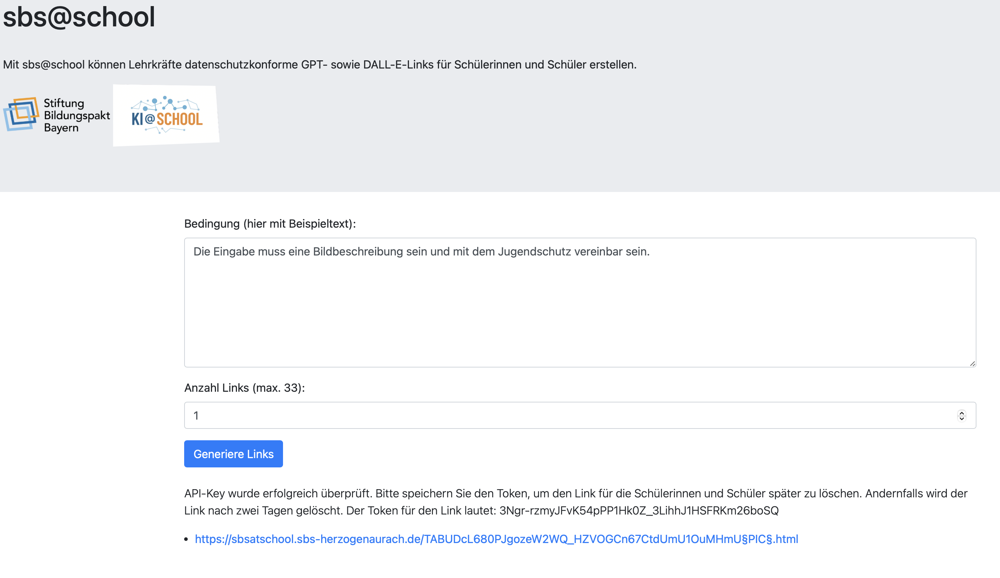 sbs@school
Mit sbs@school können Lehrkräfte datenschutzkonforme GPT- sowie DALL-E-Links für Schülerinnen und Schüler erstellen.
Stiftung
Bildungspakt
Bayern
KI@SCHOOL
Bedingung (hier mit Beispieltext):
Die Eingabe muss eine Bildbeschreibung sein und mit dem Jugendschutz vereinbar sein.
Anzahl Links (max. 33):
1
Generiere Links
API-Key wurde erfolgreich überprüft. Bitte speichern Sie den Token, um den Link für die Schülerinnen und Schüler später zu löschen. Andernfalls wird der
Link nach zwei Tagen gelöscht. Der Token für den Link lautet: 3Ngr-rzmyJFvK54pPP1Hk0Z_3LihhJ1HSFRKm26boSQ
• https://sbsatschool.sbs-herzogenaurach.de/TABUDcL680PJgozeW2WQ_HZVOGCn67CtdUmU1OuMHmU§PIC§.html